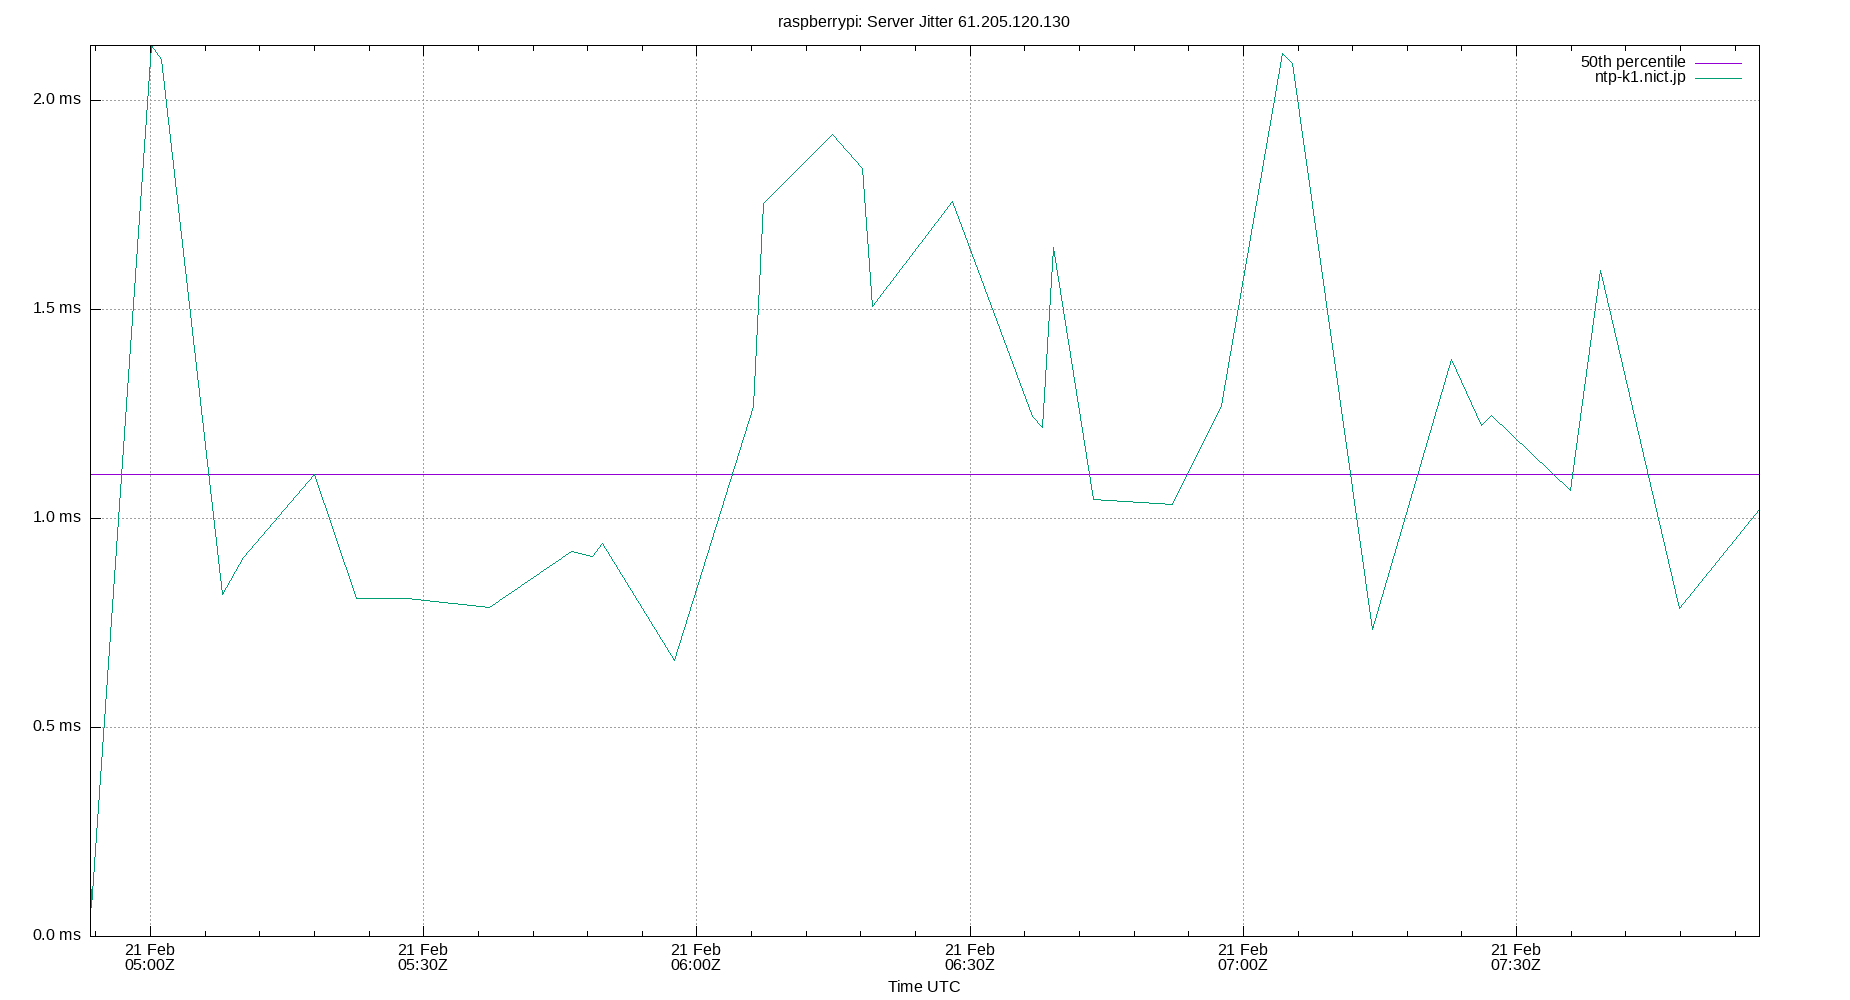 raspberrypi: Server Jitter 61.205.120.130
50th percentile
ntp-k1.nict.jp
2.0 ms
1.5 ms
1.0 ms
0.5 ms
0.0 ms
21 Feb
05:00Z
21 Feb
05:30Z
21 Feb
06:00Z
21 Feb
06:30Z
21 Feb
07:00Z
21 Feb
07:30Z
Time UTC